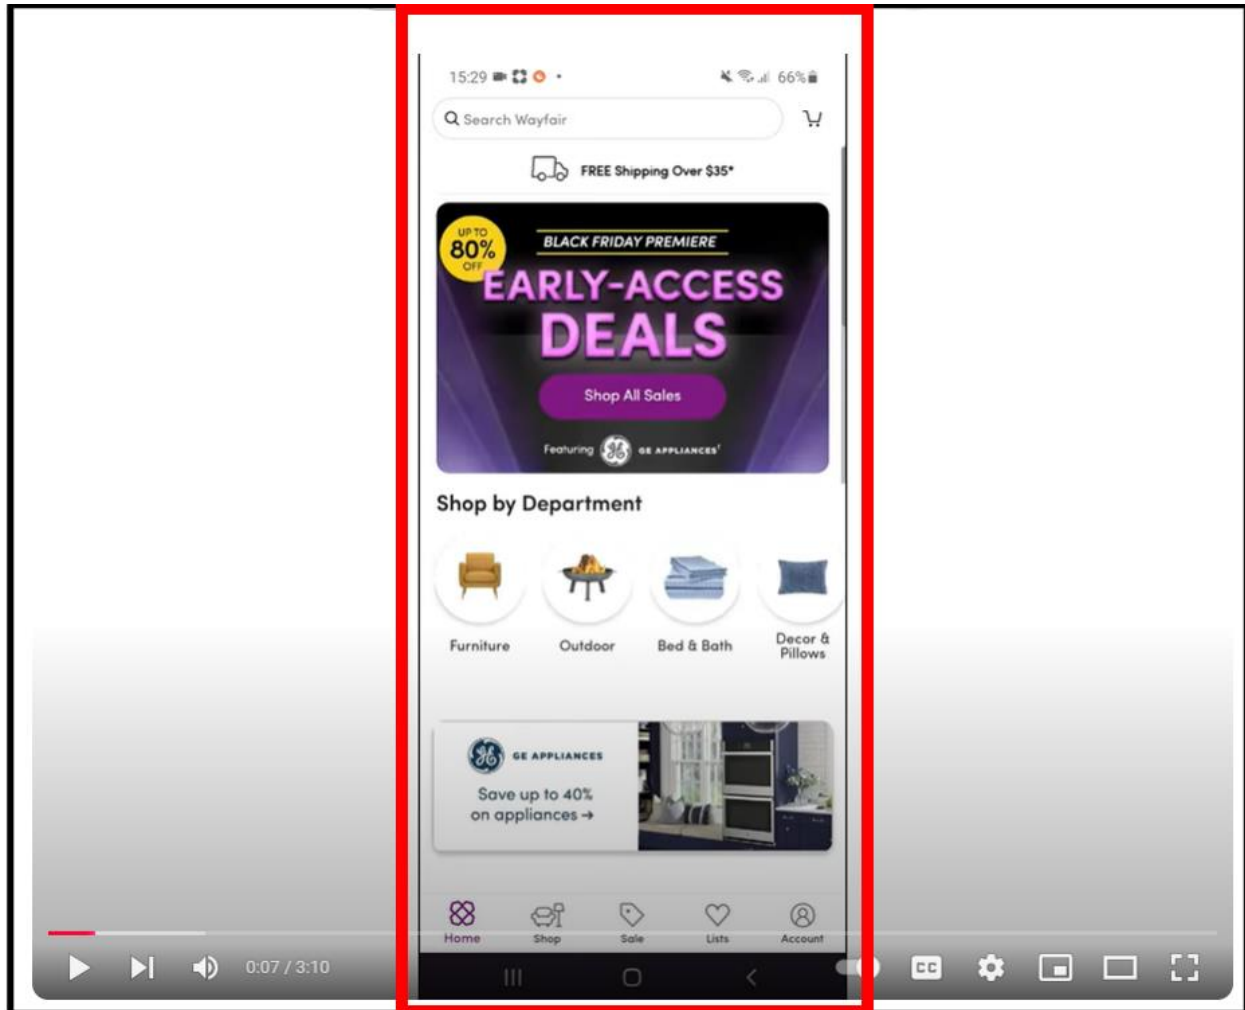 15:29
66%
Search Wayfair
FREE Shipping Over $35*
UP TO
80%
OFF
BLACK FRIDAY PREMIERE
EARLY-ACCESS
DEALS
Shop All Sales
Featuring GE APPLIANCES†
Shop by Department
Furniture
Outdoor
Bed & Bath
Decor &
Pillows
GE APPLIANCES
Save up to 40%
on appliances →
Home
Shop
Sale
Lists
Account
0:07 / 3:10
CC